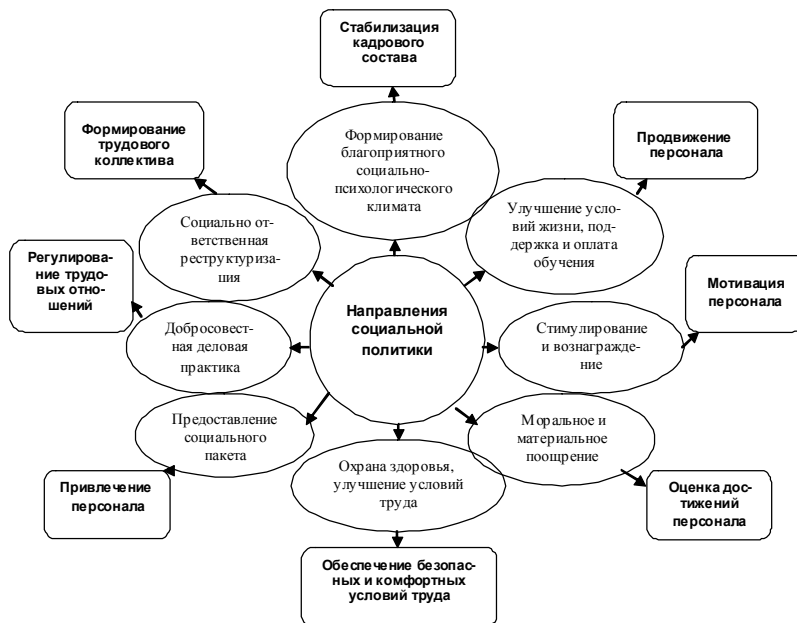 Стабилизация
кадрового
состава
Формирование
трудового
коллектива
Формирование
благоприятного
социально-
психологического
климата
Продвижение
персонала
Социально от-
ветственная
реструктуриза-
ция
Улучшение усло-
вий жизни, под-
держка и оплата
обучения
Регулирова-
ние трудо-
вых отно-
шений
Направления
социальной
политики
Мотивация
персонала
Добросовест-
ная деловая
практика
Стимулирование
и вознагражде-
ние
Предоставление
социального
пакета
Моральное и
материальное
поощрение
Охрана здоровья,
улучшение условий
труда
Привлечение
персонала
Оценка дос-
тижений
персонала
Обеспечение безопас-
ных и комфортных
условий труда